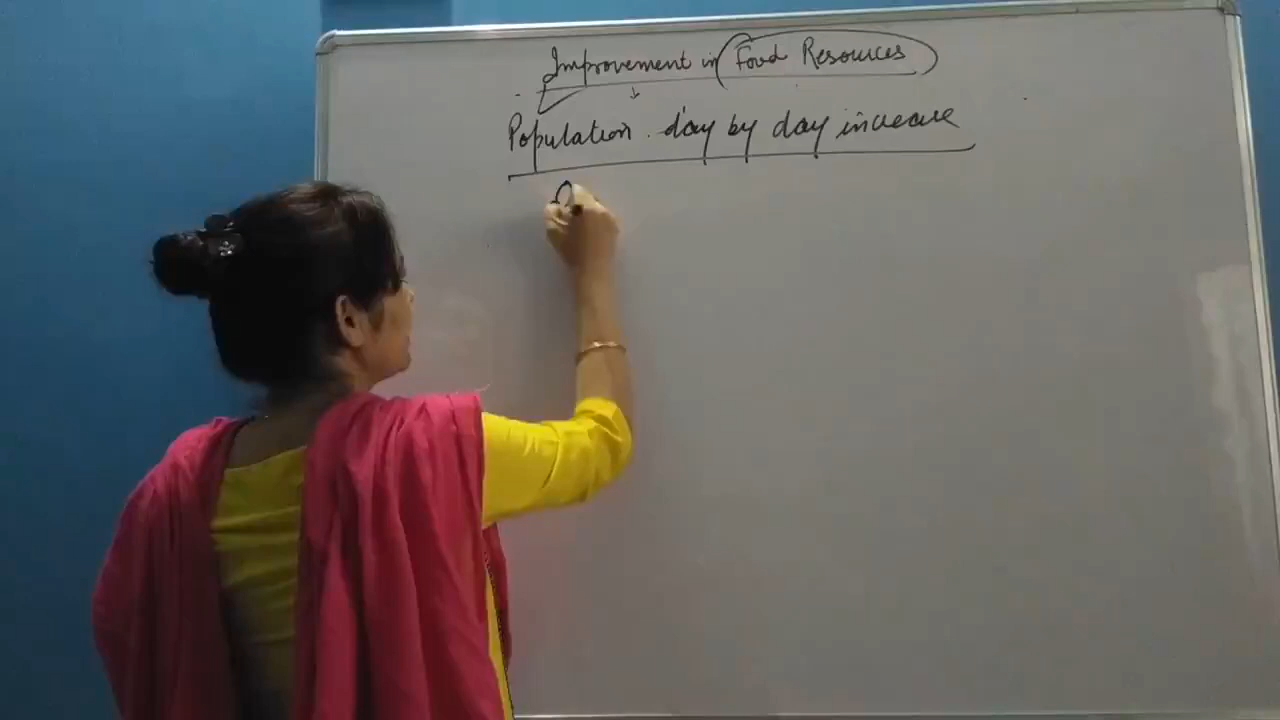 Improvement in Food Resources
Population. day by day increase